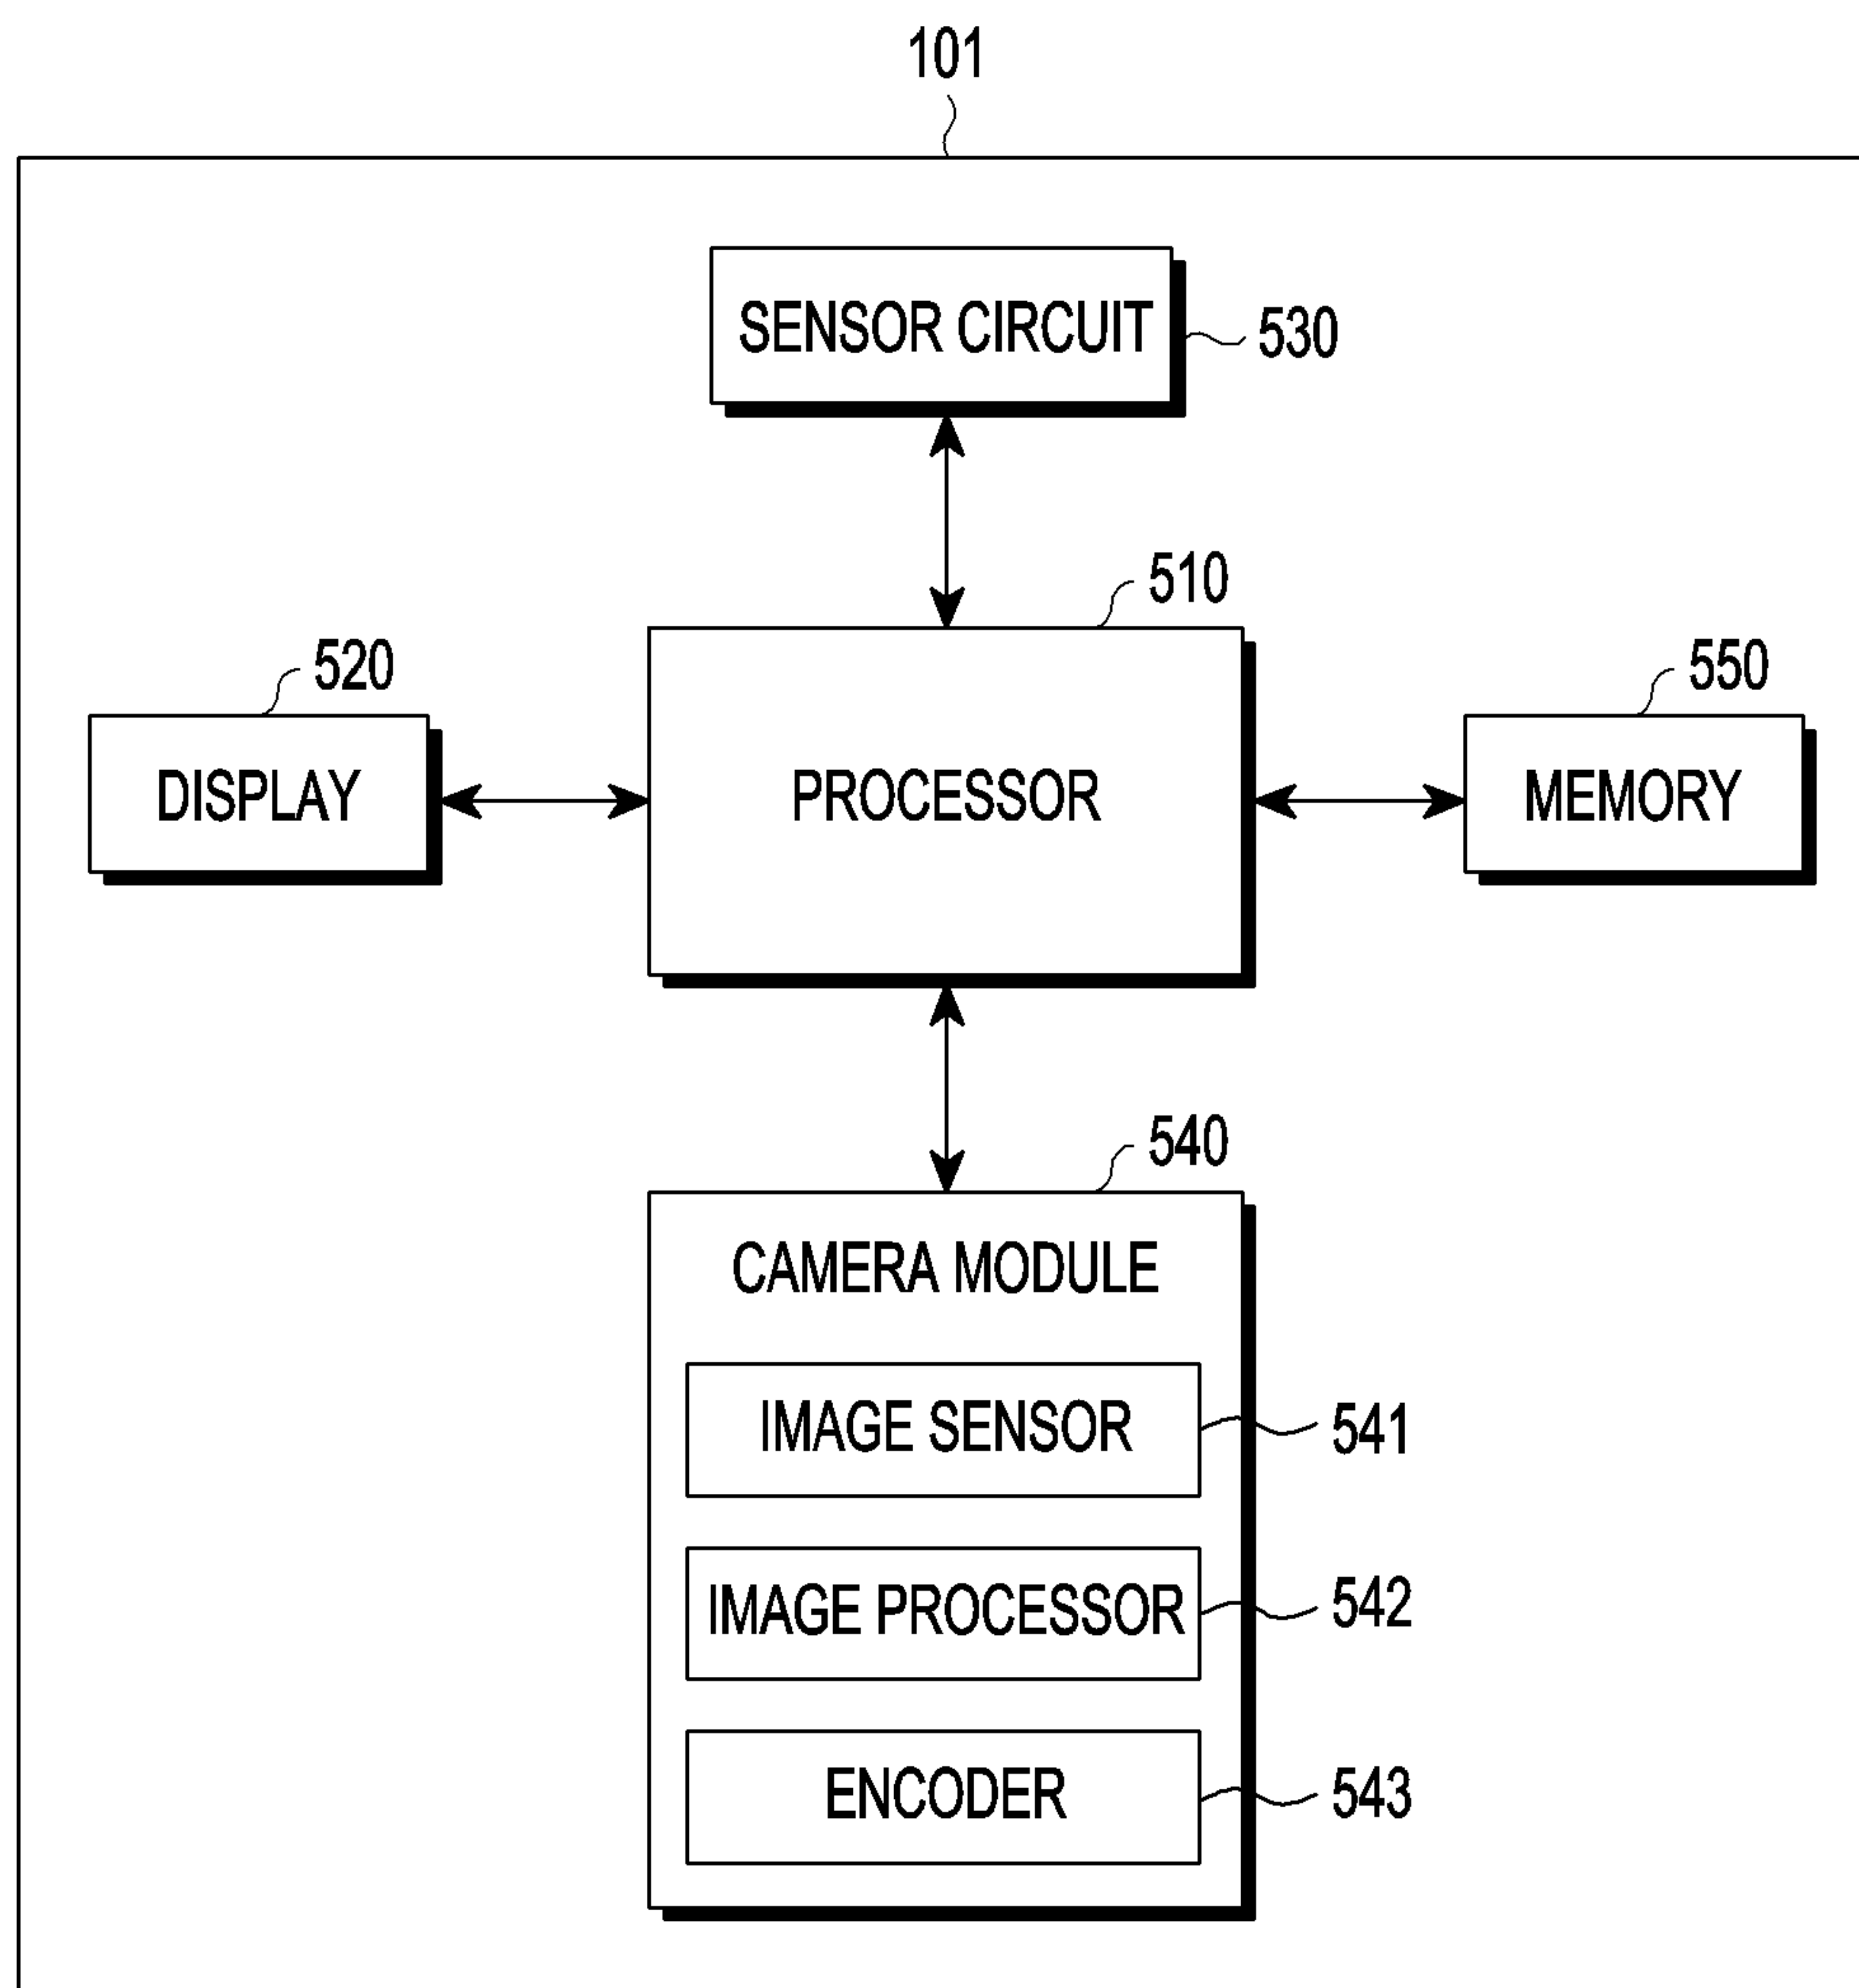 101
SENSOR CIRCUIT
530
510
520
550
DISPLAY
PROCESSOR
MEMORY
540
CAMERA MODULE
IMAGE SENSOR
541
IMAGE PROCESSOR
542
ENCODER
543